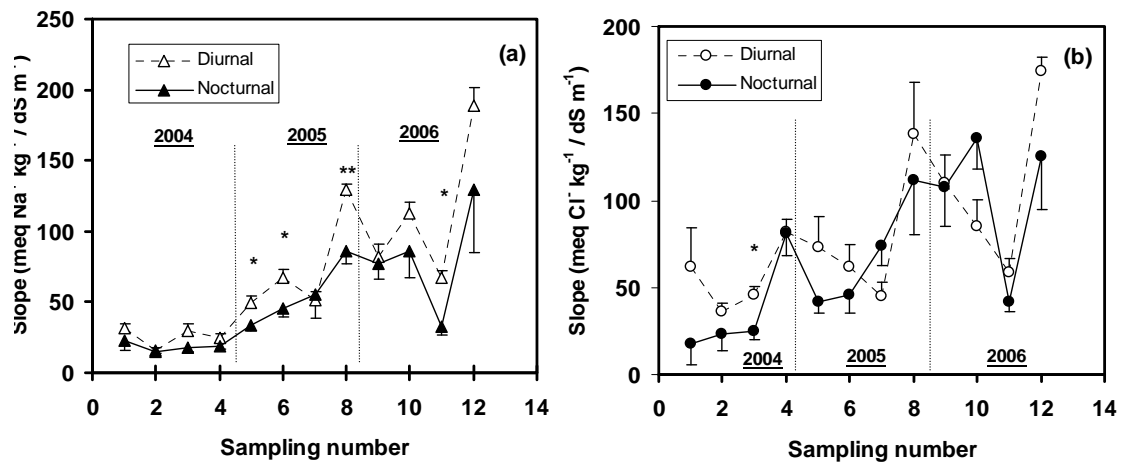 250
200
150
100
50
0
Slope (meq Na⁺ kg⁻¹ / dS m⁻¹)
(a)
Diurnal
Nocturnal
2004
2005
2006
*
*
**
*
0 2 4 6 8 10 12 14
Sampling number
200
150
100
50
0
Slope (meq Cl⁻ kg⁻¹ / dS m⁻¹)
(b)
Diurnal
Nocturnal
*
2004
2005
2006
0 2 4 6 8 10 12 14
Sampling number